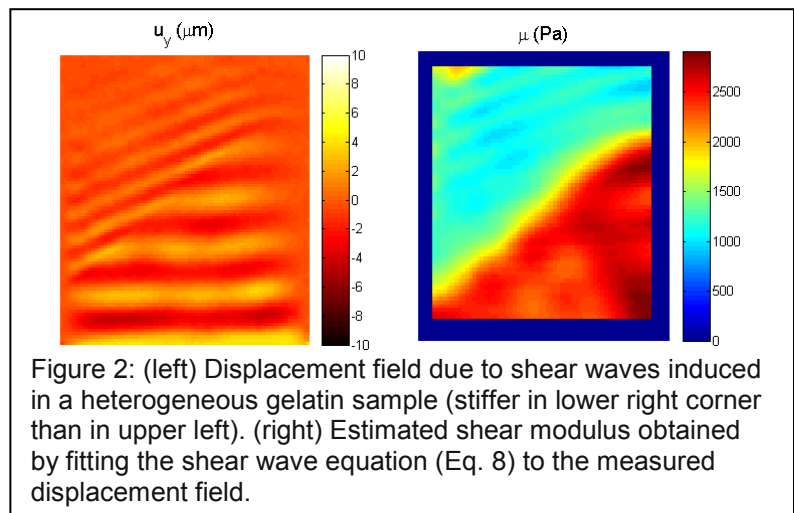 u_y (μm)
μ (Pa)
10
8
6
4
2
0
-2
-4
-6
-8
-10
2500
2000
1500
1000
500
0
Figure 2: (left) Displacement field due to shear waves induced
in a heterogeneous gelatin sample (stiffer in lower right corner
than in upper left). (right) Estimated shear modulus obtained
by fitting the shear wave equation (Eq. 8) to the measured
displacement field.